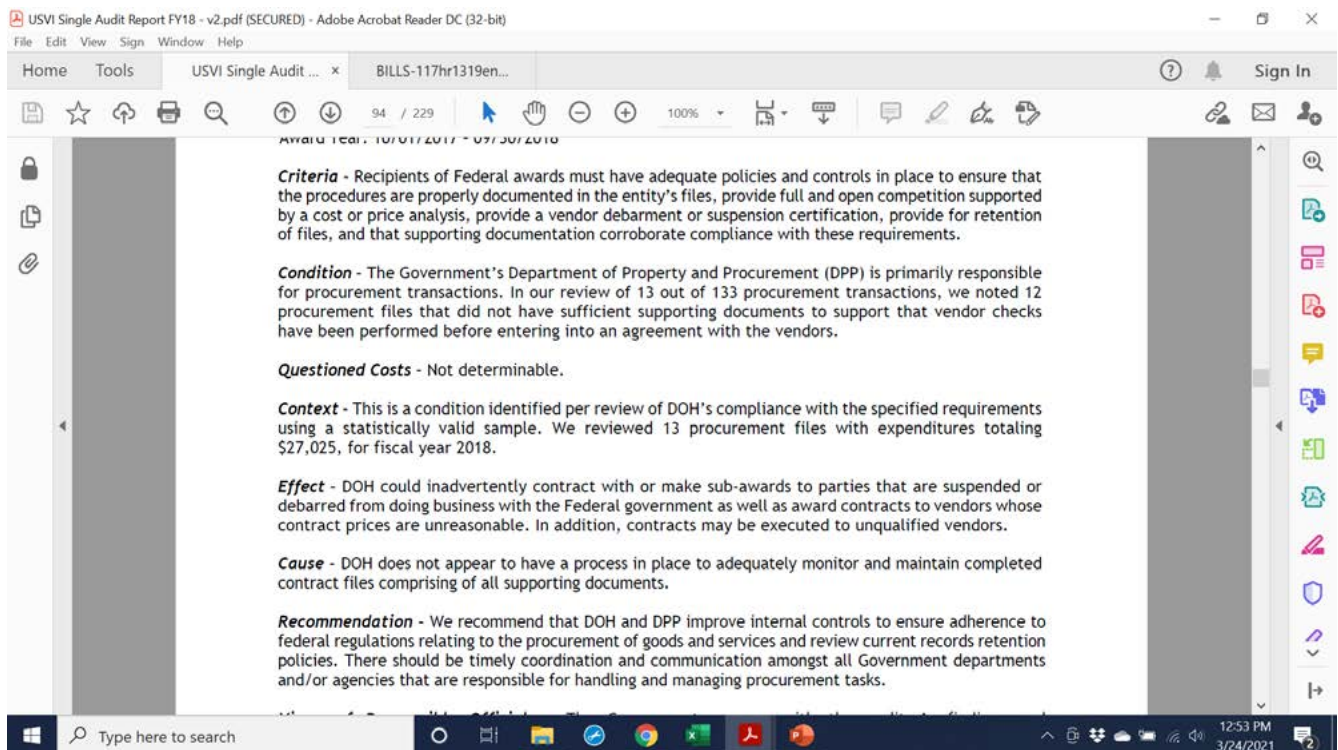 USVI Single Audit Report FY18 - v2.pdf (SECURED) - Adobe Acrobat Reader DC (32-bit)
File Edit View Sign Window Help
Home Tools USVI Single Audit ... × BILLS-117hr1319en... Sign In
94 / 229 100%
Award Year: 10/01/2017 - 09/30/2018
Criteria - Recipients of Federal awards must have adequate policies and controls in place to ensure that
the procedures are properly documented in the entity's files, provide full and open competition supported
by a cost or price analysis, provide a vendor debarment or suspension certification, provide for retention
of files, and that supporting documentation corroborate compliance with these requirements.
Condition - The Government's Department of Property and Procurement (DPP) is primarily responsible
for procurement transactions. In our review of 13 out of 133 procurement transactions, we noted 12
procurement files that did not have sufficient supporting documents to support that vendor checks
have been performed before entering into an agreement with the vendors.
Questioned Costs - Not determinable.
Context - This is a condition identified per review of DOH's compliance with the specified requirements
using a statistically valid sample. We reviewed 13 procurement files with expenditures totaling
$27,025, for fiscal year 2018.
Effect - DOH could inadvertently contract with or make sub-awards to parties that are suspended or
debarred from doing business with the Federal government as well as award contracts to vendors whose
contract prices are unreasonable. In addition, contracts may be executed to unqualified vendors.
Cause - DOH does not appear to have a process in place to adequately monitor and maintain completed
contract files comprising of all supporting documents.
Recommendation - We recommend that DOH and DPP improve internal controls to ensure adherence to
federal regulations relating to the procurement of goods and services and review current records retention
policies. There should be timely coordination and communication amongst all Government departments
and/or agencies that are responsible for handling and managing procurement tasks.
Type here to search
12:53 PM
3/24/2021